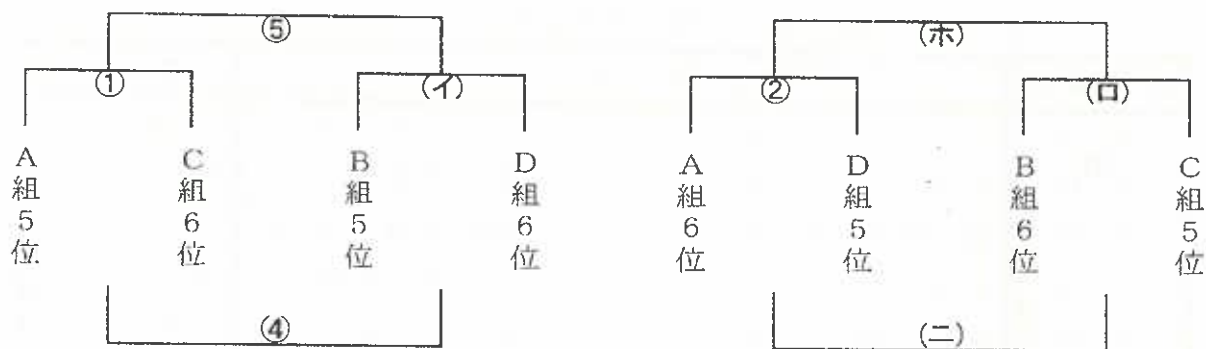 ⑤ (ホ)
① (イ) ② (ロ)
A組5位 C組6位 B組5位 D組6位 A組6位 D組5位 B組6位 C組5位
④ (ニ)